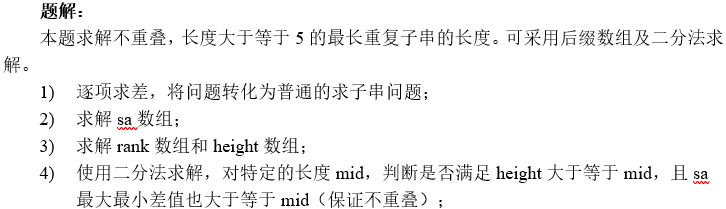 题解：
本题求解不重叠，长度大于等于 5 的最长重复子串的长度。可采用后缀数组及二分法求
解。
1) 逐项求差，将问题转化为普通的求子串问题；
2) 求解 sa 数组；
3) 求解 rank 数组和 height 数组；
4) 使用二分法求解，对特定的长度 mid，判断是否满足 height 大于等于 mid，且 sa
最大最小差值也大于等于 mid（保证不重叠）；